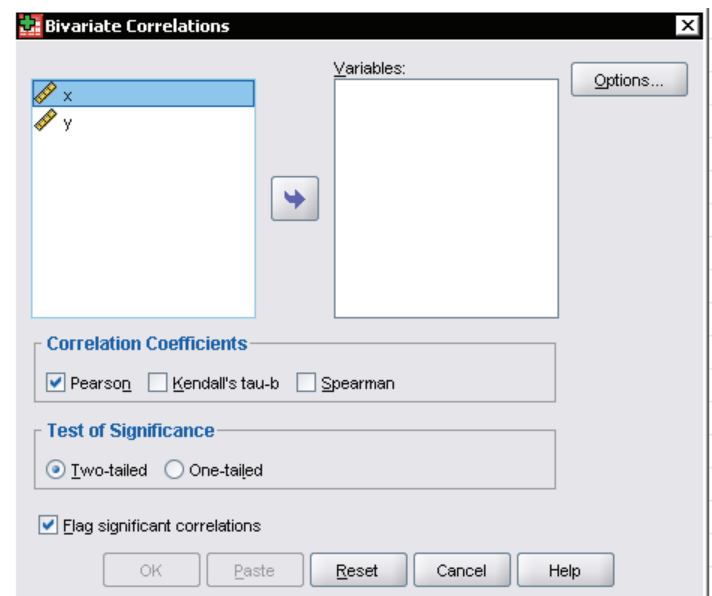 Bivariate Correlations
Variables:
Options...
x
y
Correlation Coefficients
Pearson Kendall's tau-b Spearman
Test of Significance
Two-tailed One-tailed
Flag significant correlations
OK Paste Reset Cancel Help